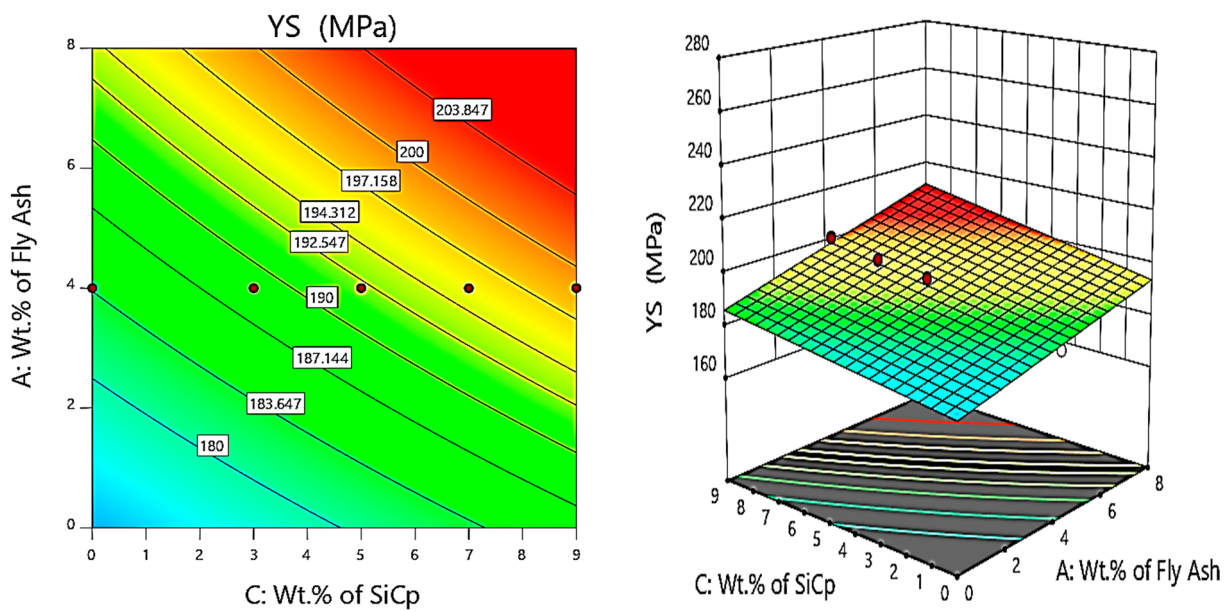 YS (MPa)
8
6
4
2
0
A: Wt.% of Fly Ash
203.847
200
197.158
194.312
192.547
190
187.144
183.647
180
0 1 2 3 4 5 6 7 8 9
C: Wt.% of SiCp
280
260
240
220
200
180
160
YS (MPa)
9 8 7 6 5 4 3 2 1 0
C: Wt.% of SiCp
0 2 4 6 8
A: Wt.% of Fly Ash